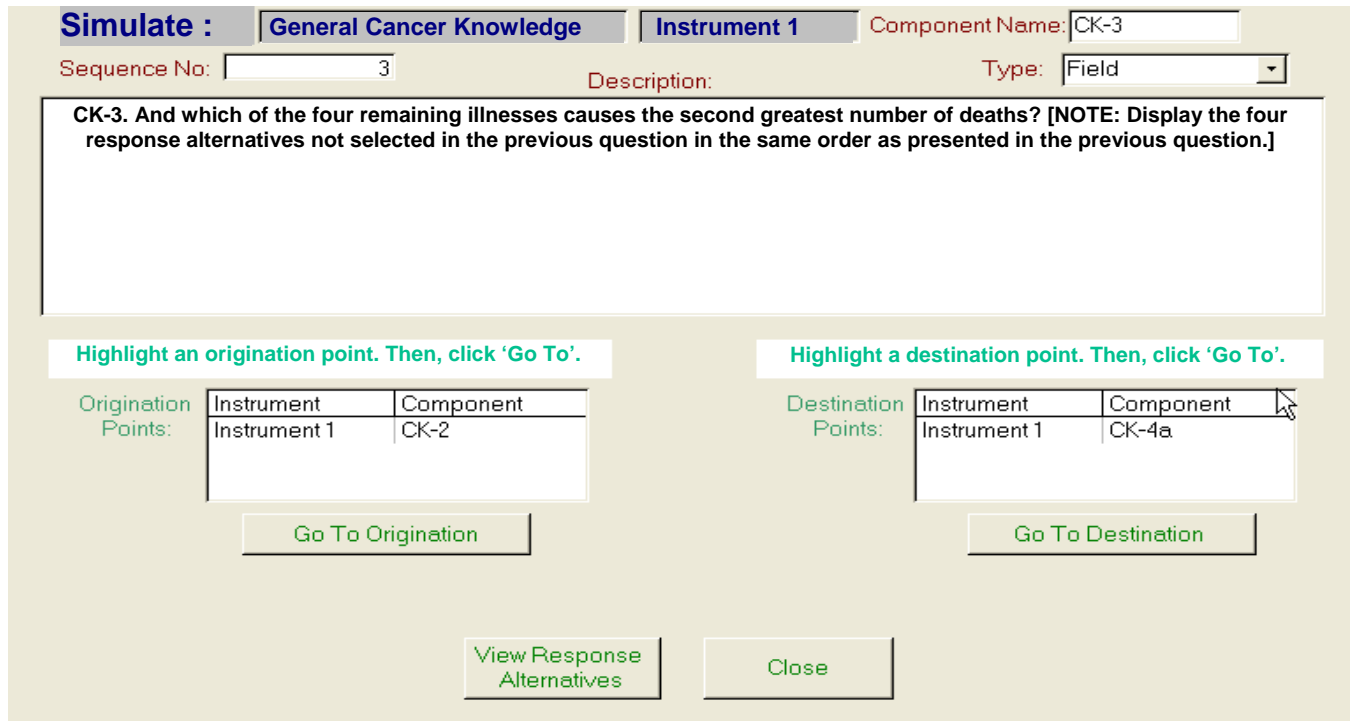 Simulate : General Cancer Knowledge Instrument 1 Component Name: CK-3
Sequence No: 3 Description: Type: Field
CK-3. And which of the four remaining illnesses causes the second greatest number of deaths? [NOTE: Display the four
response alternatives not selected in the previous question in the same order as presented in the previous question.]
Highlight an origination point. Then, click ‘Go To’. Highlight a destination point. Then, click ‘Go To’.
Origination Instrument Component Destination Instrument Component
Points: Instrument 1 CK-2 Points: Instrument 1 CK-4a
Go To Origination Go To Destination
View Response
Alternatives Close